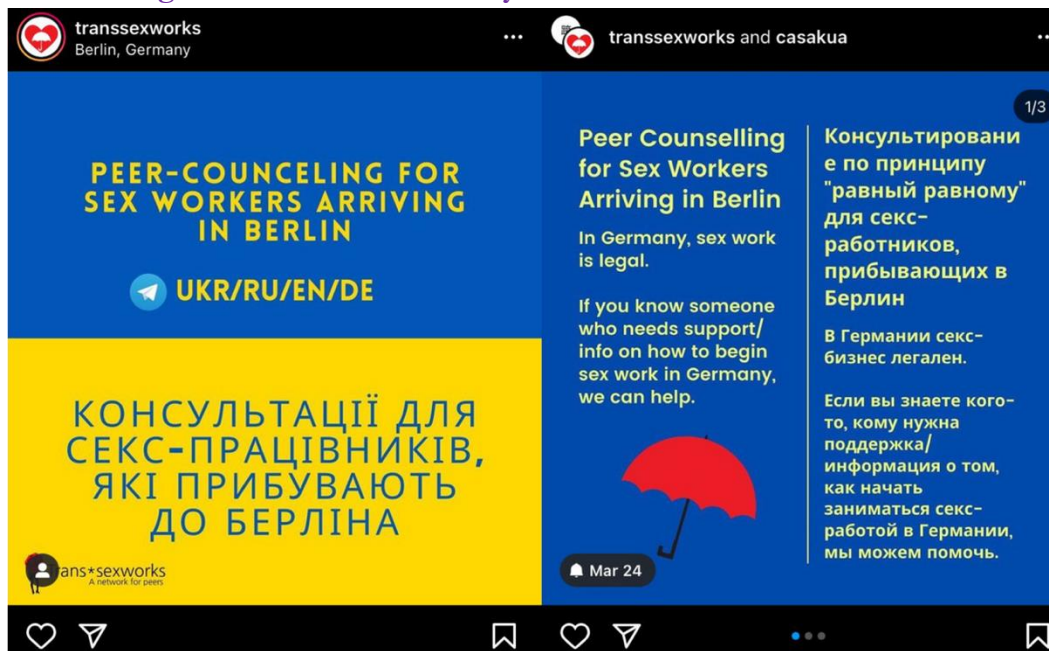 transsexworks
Berlin, Germany
PEER-COUNCELING FOR
SEX WORKERS ARRIVING
IN BERLIN
UKR/RU/EN/DE
КОНСУЛЬТАЦІЇ ДЛЯ
СЕКС-ПРАЦІВНИКІВ,
ЯКІ ПРИБУВАЮТЬ
ДО БЕРЛІНА
ans*sexworks
A network for peers
transsexworks and casakua
1/3
Peer Counselling
for Sex Workers
Arriving in Berlin
In Germany, sex work
is legal.
If you know someone
who needs support/
info on how to begin
sex work in Germany,
we can help.
Mar 24
Консультировани
е по принципу
"равный равному"
для секс-
работников,
прибывающих в
Берлин
В Германии секс-
бизнес легален.
Если вы знаете кого-
то, кому нужна
поддержка/
информация о том,
как начать
заниматься секс-
работой в Германии,
мы можем помочь.